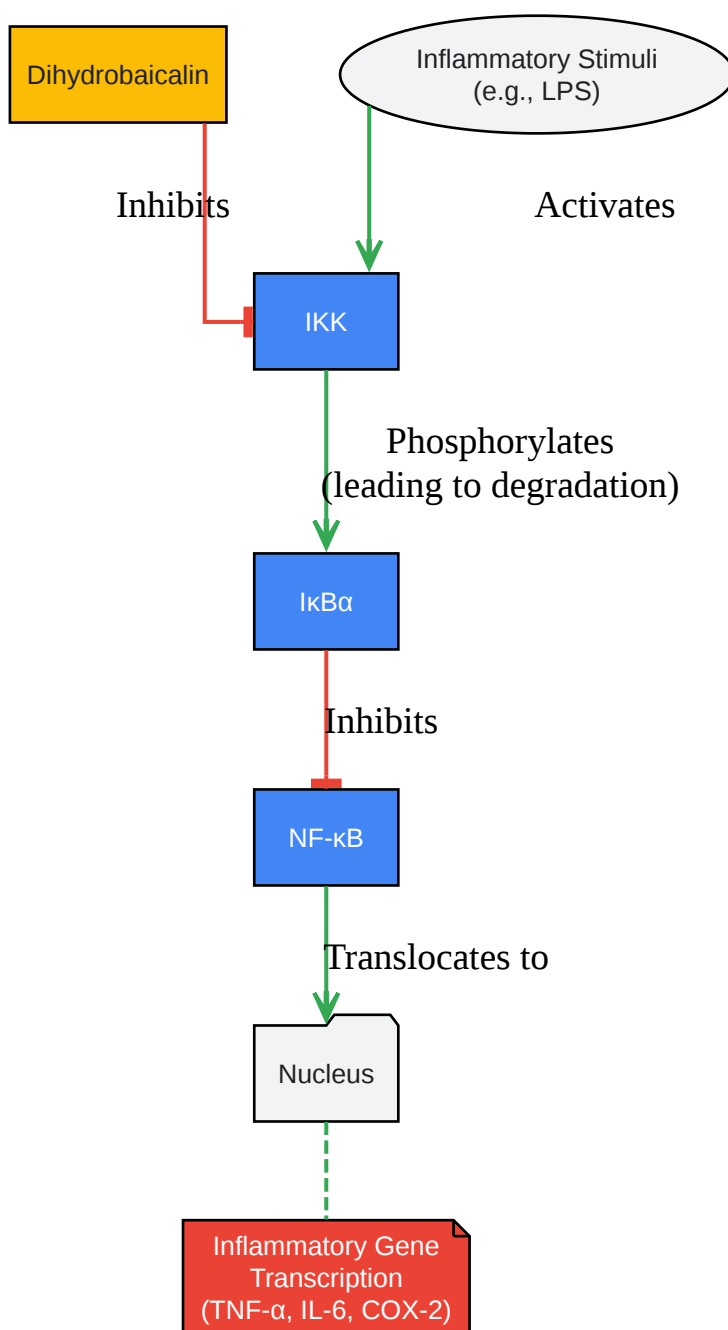 Dihydrobaicalin
Inflammatory Stimuli
(e.g., LPS)
Inhibits
Activates
IKK
Phosphorylates
(leading to degradation)
IκBα
Inhibits
NF-κB
Translocates to
Nucleus
Inflammatory Gene
Transcription
(TNF-α, IL-6, COX-2)